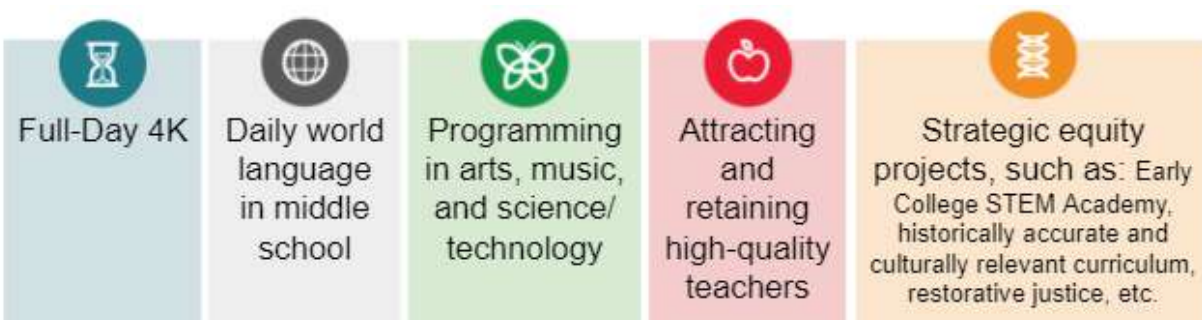 Full-Day 4K
Daily world
language
in middle
school
Programming
in arts, music,
and science/
technology
Attracting
and
retaining
high-quality
teachers
Strategic equity
projects, such as: Early
College STEM Academy,
historically accurate and
culturally relevant curriculum,
restorative justice, etc.